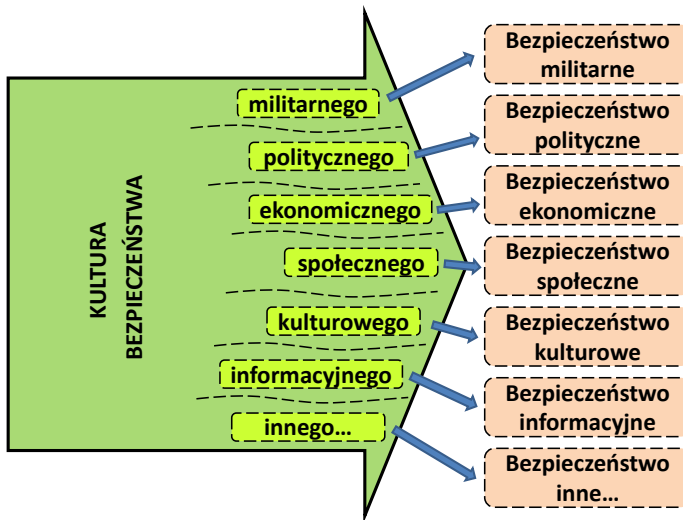 KULTURA
BEZPIECZEŃSTWA
militarnego
politycznego
ekonomicznego
społecznego
kulturowego
informacyjnego
innego...
Bezpieczeństwo
militarne
Bezpieczeństwo
polityczne
Bezpieczeństwo
ekonomiczne
Bezpieczeństwo
społeczne
Bezpieczeństwo
kulturowe
Bezpieczeństwo
informacyjne
Bezpieczeństwo
inne...